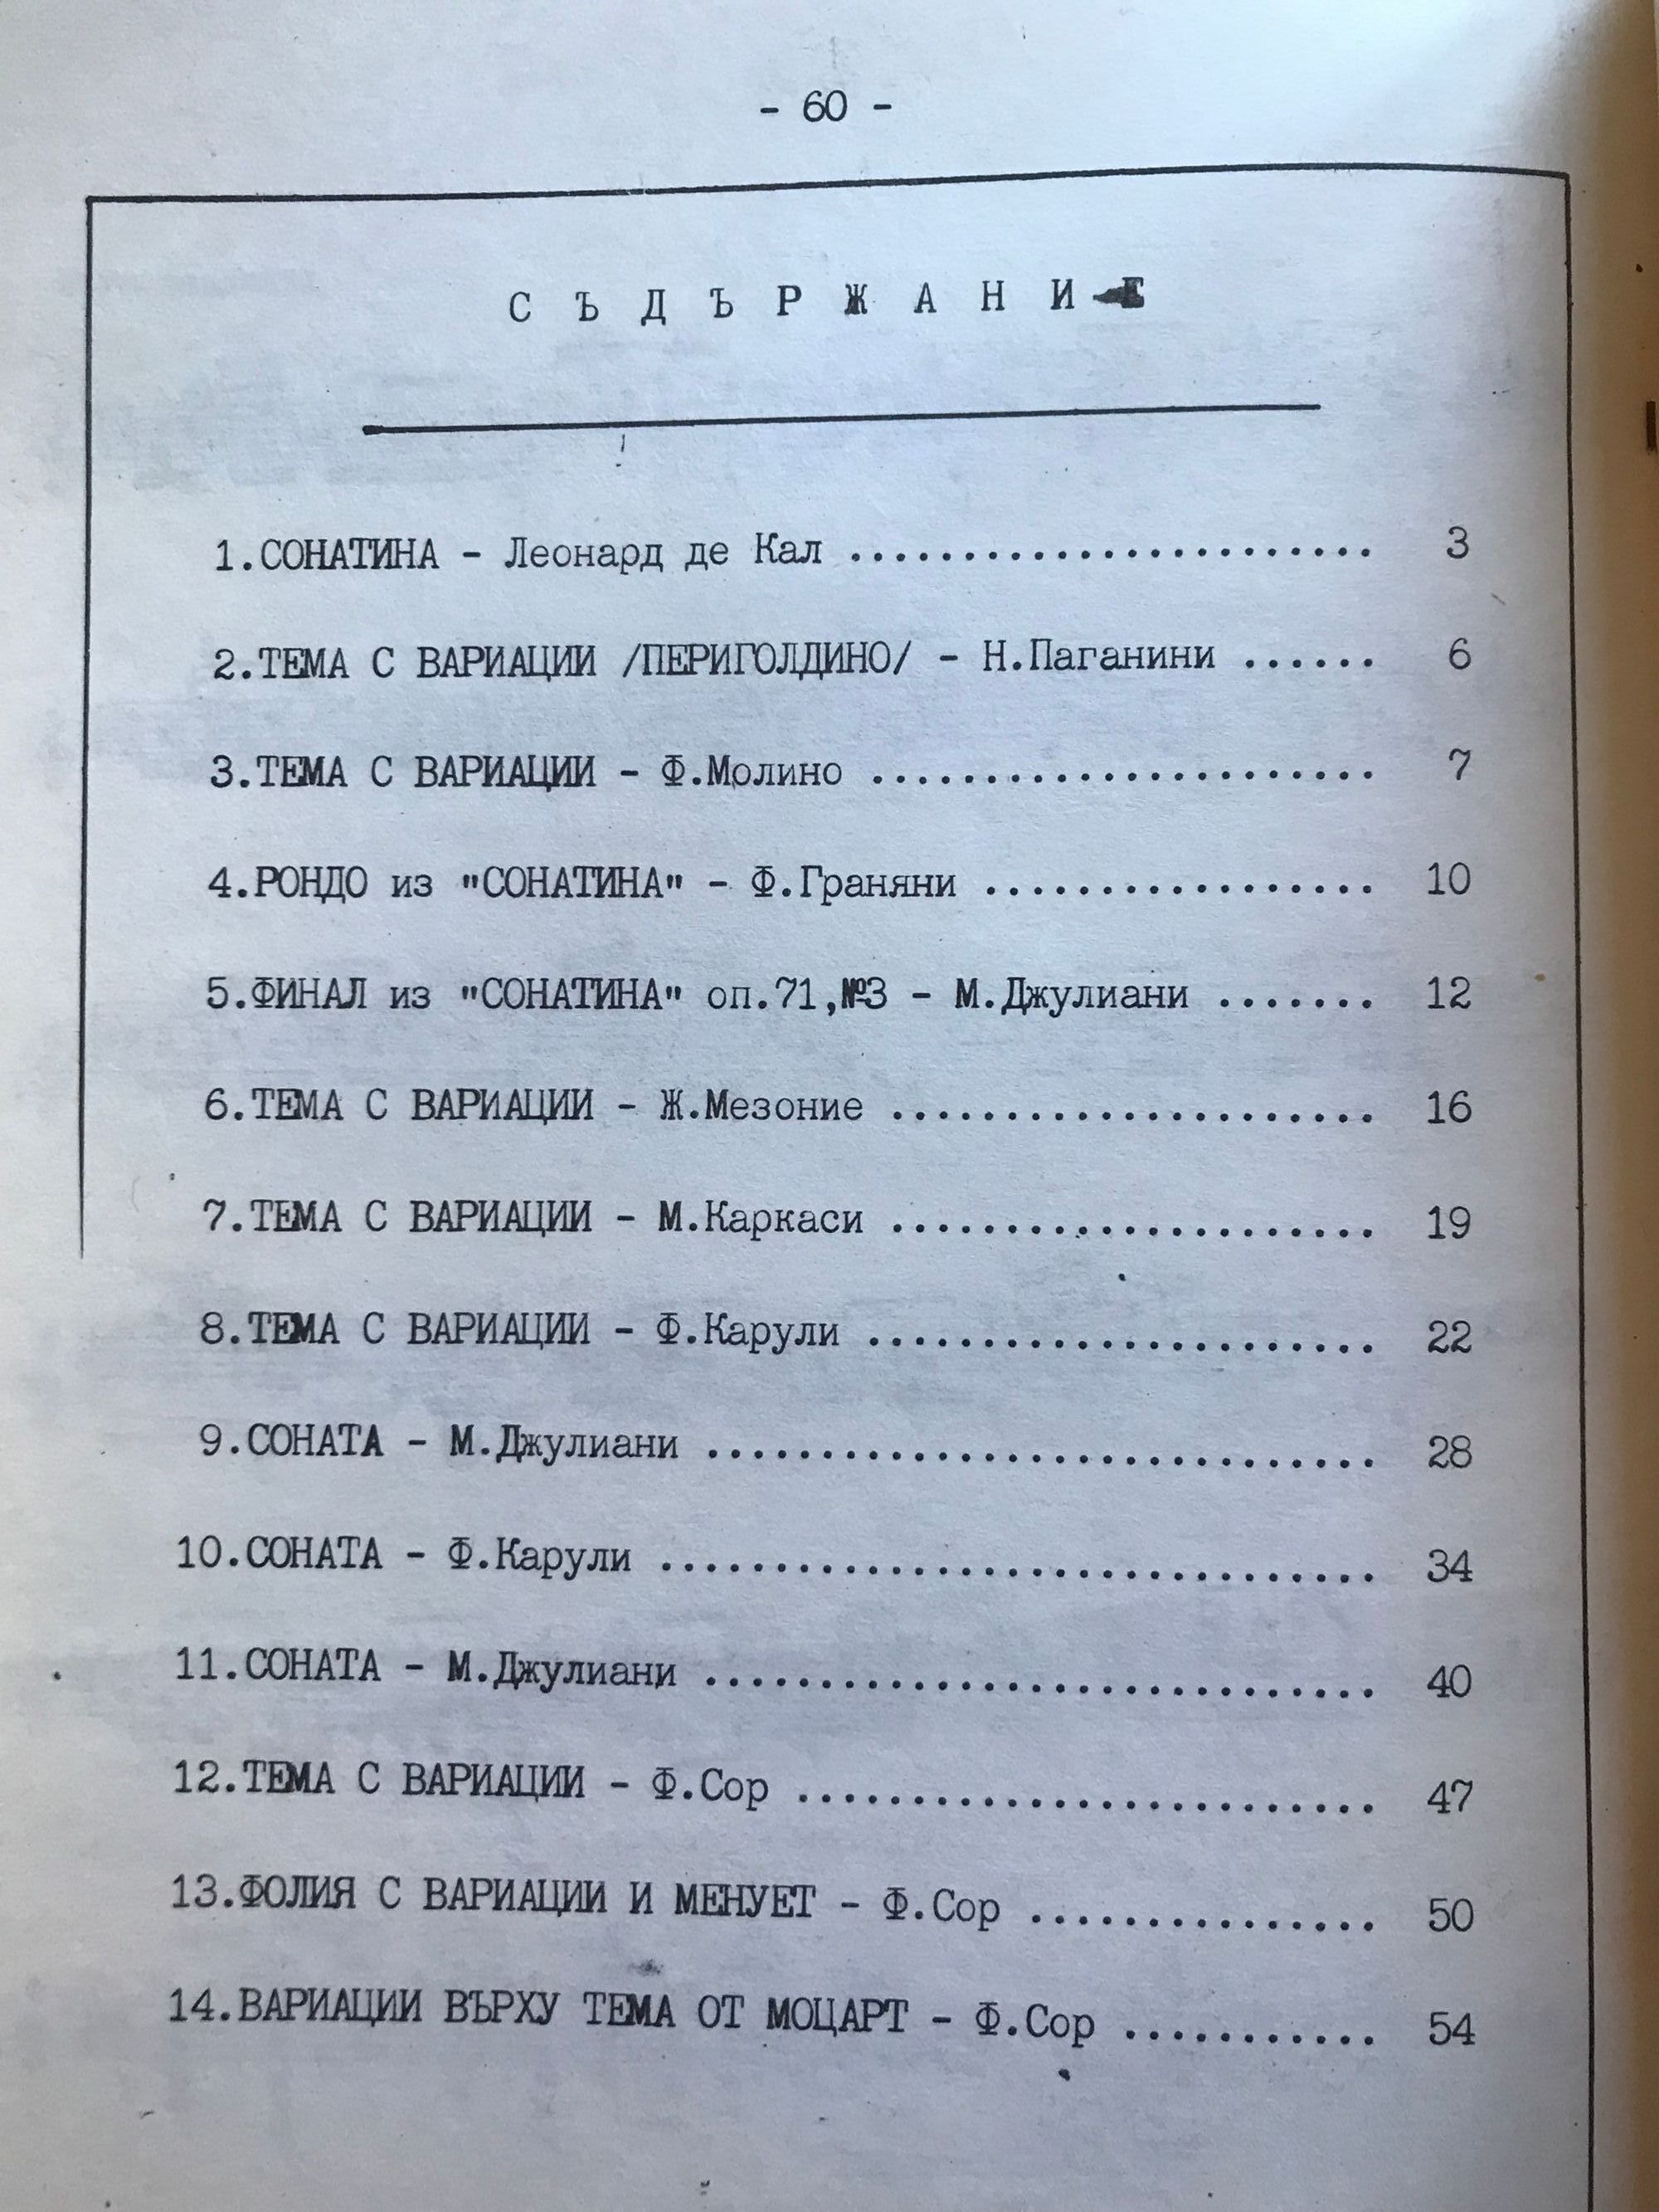 - 60 -
С Ъ Д Ъ Р Ж А Н И Е
1.СОНАТИНА - Леонард де Кал ....................... 3
2.ТЕМА С ВАРИАЦИИ /ПЕРИГОЛДИНО/ - Н.Паганини ...... 6
3.ТЕМА С ВАРИАЦИИ - Ф.Молино ...................... 7
4.РОНДО из "СОНАТИНА" - Ф.Граняни ................. 10
5.ФИНАЛ из "СОНАТИНА" оп.71,№3 - М.Джулиани ....... 12
6.ТЕМА С ВАРИАЦИИ - Ж.Мезоние ..................... 16
7.ТЕМА С ВАРИАЦИИ - М.Каркаси ..................... 19
8.ТЕМА С ВАРИАЦИИ - Ф.Карули ...................... 22
9.СОНАТА - М.Джулиани ............................. 28
10.СОНАТА - Ф.Карули ............................... 34
11.СОНАТА - М.Джулиани ............................. 40
12.ТЕМА С ВАРИАЦИИ - Ф.Сор ......................... 47
13.ФОЛИЯ С ВАРИАЦИИ И МЕНУЕТ - Ф.Сор ............... 50
14.ВАРИАЦИИ ВЪРХУ ТЕМА ОТ МОЦАРТ - Ф.Сор ........... 54